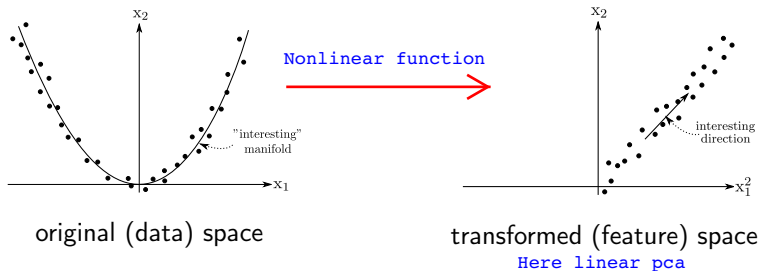 x₂
Nonlinear function
"interesting"
manifold
x₁
original (data) space
x₂
interesting
direction
x₁²
transformed (feature) space
Here linear pca